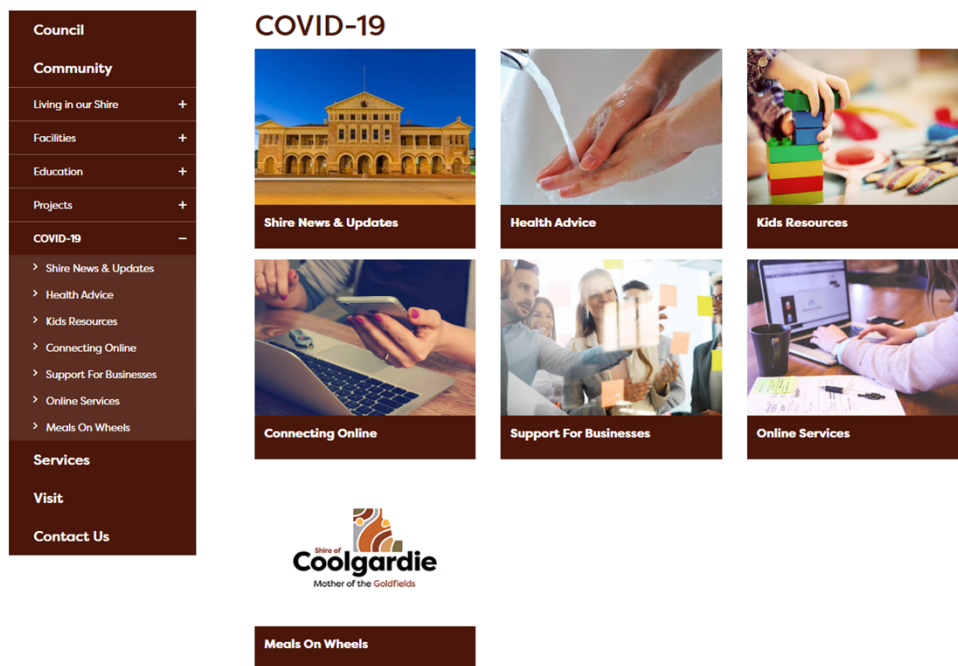 Council
Community
Living in our Shire +
Facilities +
Education +
Projects +
COVID-19 −
> Shire News & Updates
> Health Advice
> Kids Resources
> Connecting Online
> Support For Businesses
> Online Services
> Meals On Wheels
Services
Visit
Contact Us
COVID-19
Shire News & Updates
Health Advice
Kids Resources
Connecting Online
Support For Businesses
Online Services
Shire of
Coolgardie
Mother of the Goldfields
Meals On Wheels